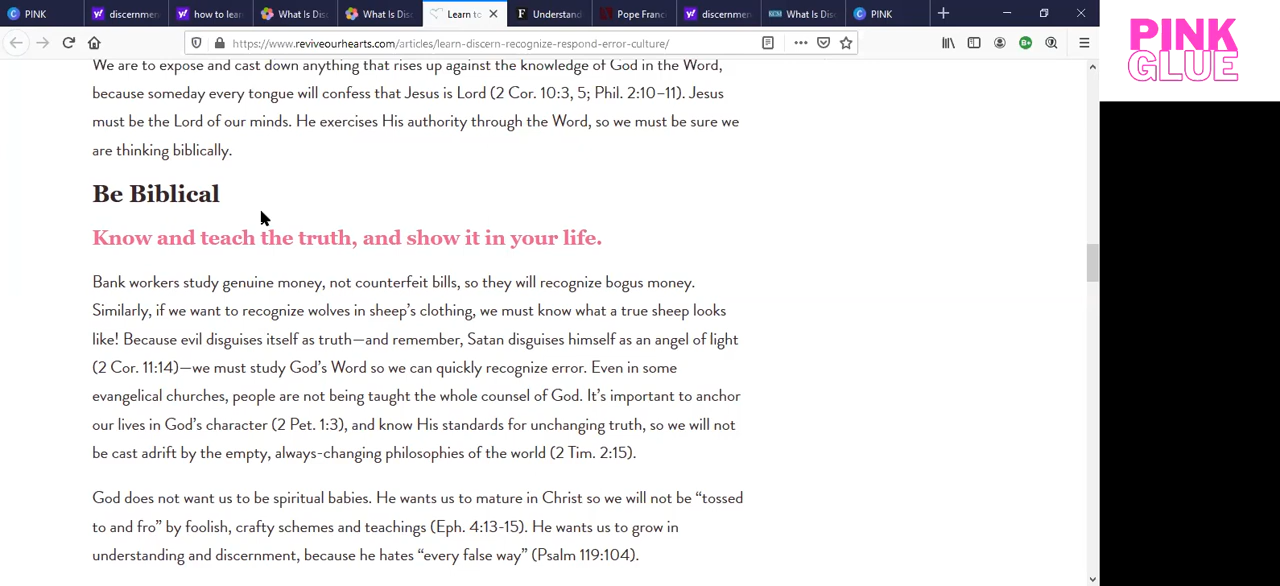 PINK
discernment
how to lear
What Is Disc
What Is Disc
Learn to
Understand
Pope Franc
discernment
What Is Disc
PINK
https://www.reviveourhearts.com/articles/learn-discern-recognize-respond-error-culture/
PINK
GLUE
We are to expose and cast down anything that rises up against the knowledge of God in the Word,
because someday every tongue will confess that Jesus is Lord (2 Cor. 10:3, 5; Phil. 2:10–11). Jesus
must be the Lord of our minds. He exercises His authority through the Word, so we must be sure we
are thinking biblically.
Be Biblical
Know and teach the truth, and show it in your life.
Bank workers study genuine money, not counterfeit bills, so they will recognize bogus money.
Similarly, if we want to recognize wolves in sheep’s clothing, we must know what a true sheep looks
like! Because evil disguises itself as truth—and remember, Satan disguises himself as an angel of light
(2 Cor. 11:14)—we must study God’s Word so we can quickly recognize error. Even in some
evangelical churches, people are not being taught the whole counsel of God. It’s important to anchor
our lives in God’s character (2 Pet. 1:3), and know His standards for unchanging truth, so we will not
be cast adrift by the empty, always-changing philosophies of the world (2 Tim. 2:15).
God does not want us to be spiritual babies. He wants us to mature in Christ so we will not be “tossed
to and fro” by foolish, crafty schemes and teachings (Eph. 4:13-15). He wants us to grow in
understanding and discernment, because he hates “every false way” (Psalm 119:104).